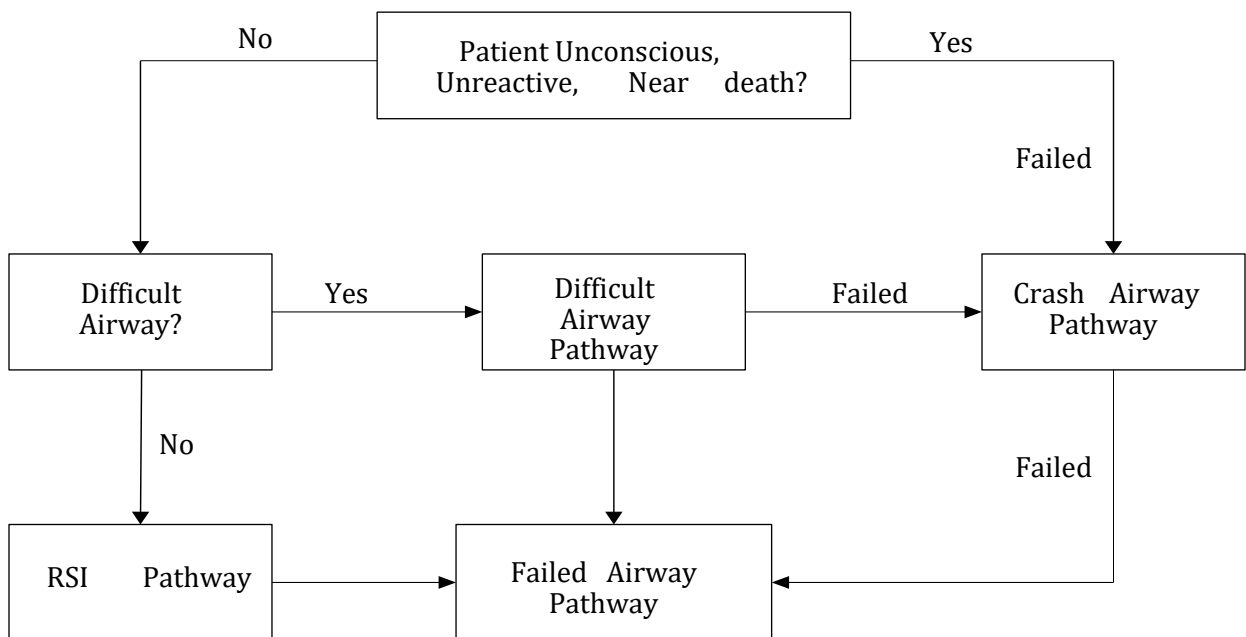 No
Patient Unconscious,
Unreactive, Near death?
Yes
Failed
Difficult
Airway?
Yes
Difficult
Airway
Pathway
Failed
Crash Airway
Pathway
No
Failed
RSI Pathway
Failed Airway
Pathway